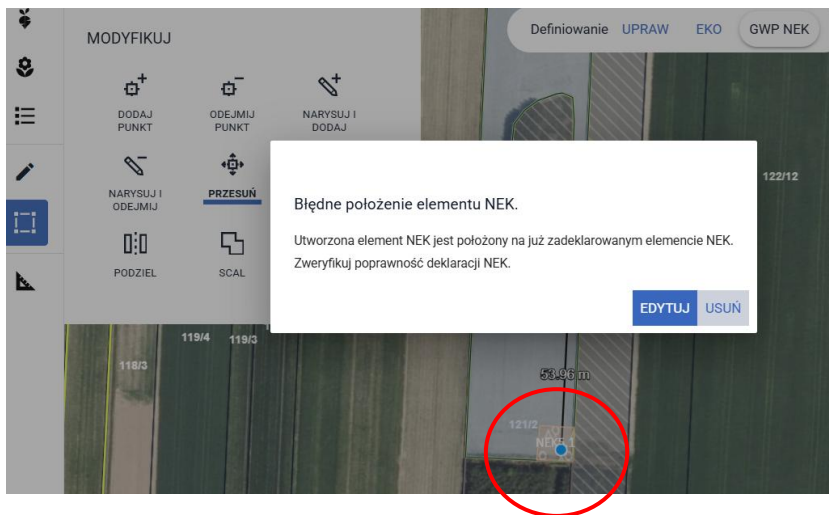 MODYFIKUJ
Definiowanie UPRAW EKO GWP NEK
DODAJ
PUNKT
ODEJMIJ
PUNKT
NARYSUJ I
DODAJ
NARYSUJ I
ODEJMIJ
PRZESUŃ
PODZIEL
SCAL
122/12
Błędne położenie elementu NEK.
Utworzona element NEK jest położony na już zadeklarowanym elemencie NEK.
Zweryfikuj poprawność deklaracji NEK.
EDYTUJ USUŃ
119/4 119/3
118/3
53.96 m
121/2